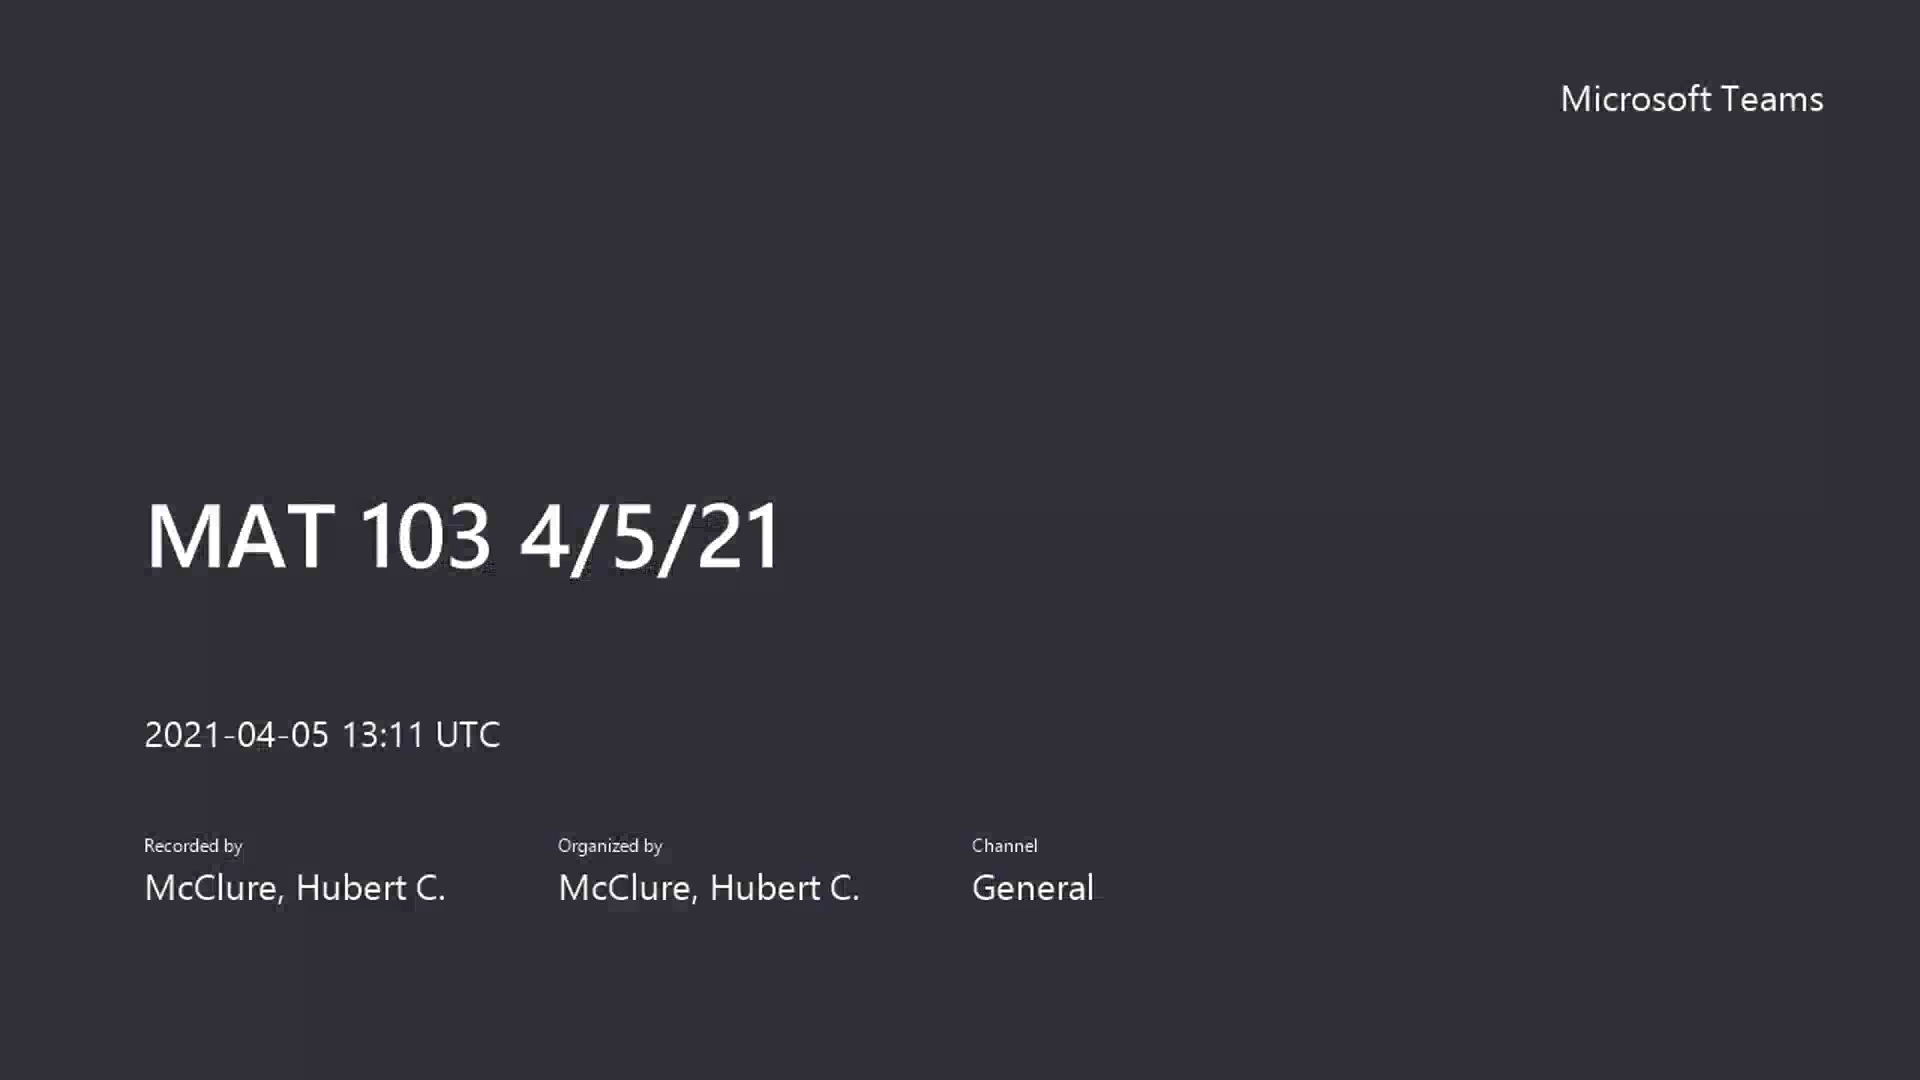 Microsoft Teams
MAT 103 4/5/21
2021-04-05 13:11 UTC
Recorded by
McClure, Hubert C.
Organized by
McClure, Hubert C.
Channel
General